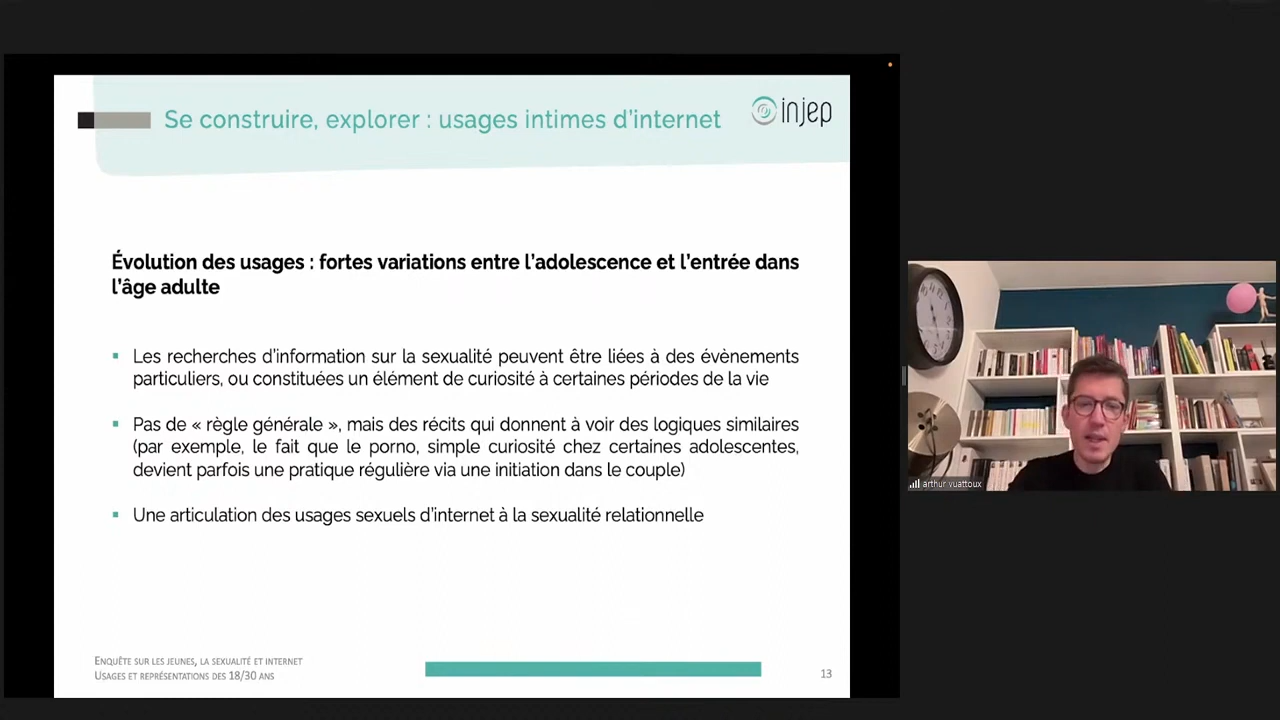 Se construire, explorer : usages intimes d'internet
injep
Évolution des usages : fortes variations entre l'adolescence et l'entrée dans
l'âge adulte
▪ Les recherches d'information sur la sexualité peuvent être liées à des évènements
particuliers, ou constituées un élément de curiosité à certaines périodes de la vie
▪ Pas de « règle générale », mais des récits qui donnent à voir des logiques similaires
(par exemple, le fait que le porno, simple curiosité chez certaines adolescentes,
devient parfois une pratique régulière via une initiation dans le couple)
▪ Une articulation des usages sexuels d'internet à la sexualité relationnelle
Enquête sur les jeunes, la sexualité et internet
Usages et représentations des 18/30 ans
13
arthur vuattoux